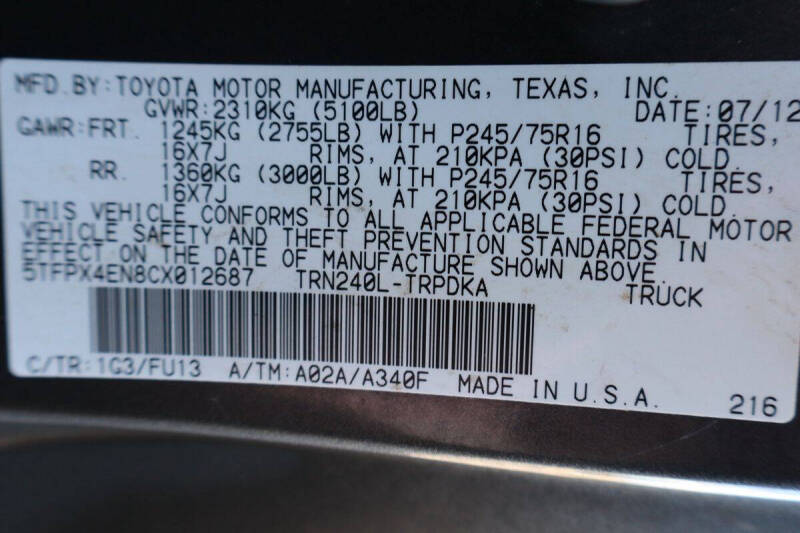 MFD.BY:TOYOTA MOTOR MANUFACTURING, TEXAS, INC.
GVWR:2310KG (5100LB) DATE:07/12
GAWR:FRT. 1245KG (2755LB) WITH P245/75R16 TIRES,
16X7J RIMS, AT 210KPA (30PSI) COLD.
RR. 1360KG (3000LB) WITH P245/75R16 TIRES,
16X7J RIMS, AT 210KPA (30PSI) COLD.
THIS VEHICLE CONFORMS TO ALL APPLICABLE FEDERAL MOTOR
VEHICLE SAFETY AND THEFT PREVENTION STANDARDS IN
EFFECT ON THE DATE OF MANUFACTURE SHOWN ABOVE.
5TFPX4EN8CX012687 TRN240L-TRPDKA TRUCK
C/TR:1G3/FU13 A/TM:A02A/A340F MADE IN U.S.A. 216